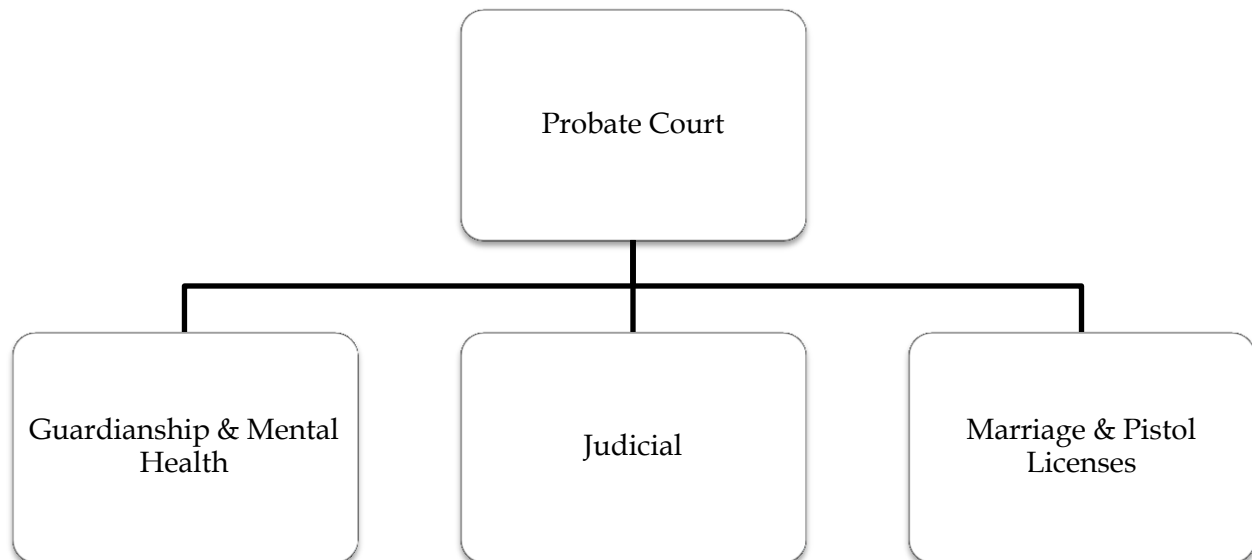 Probate Court
Guardianship & Mental
Health
Judicial
Marriage & Pistol
Licenses